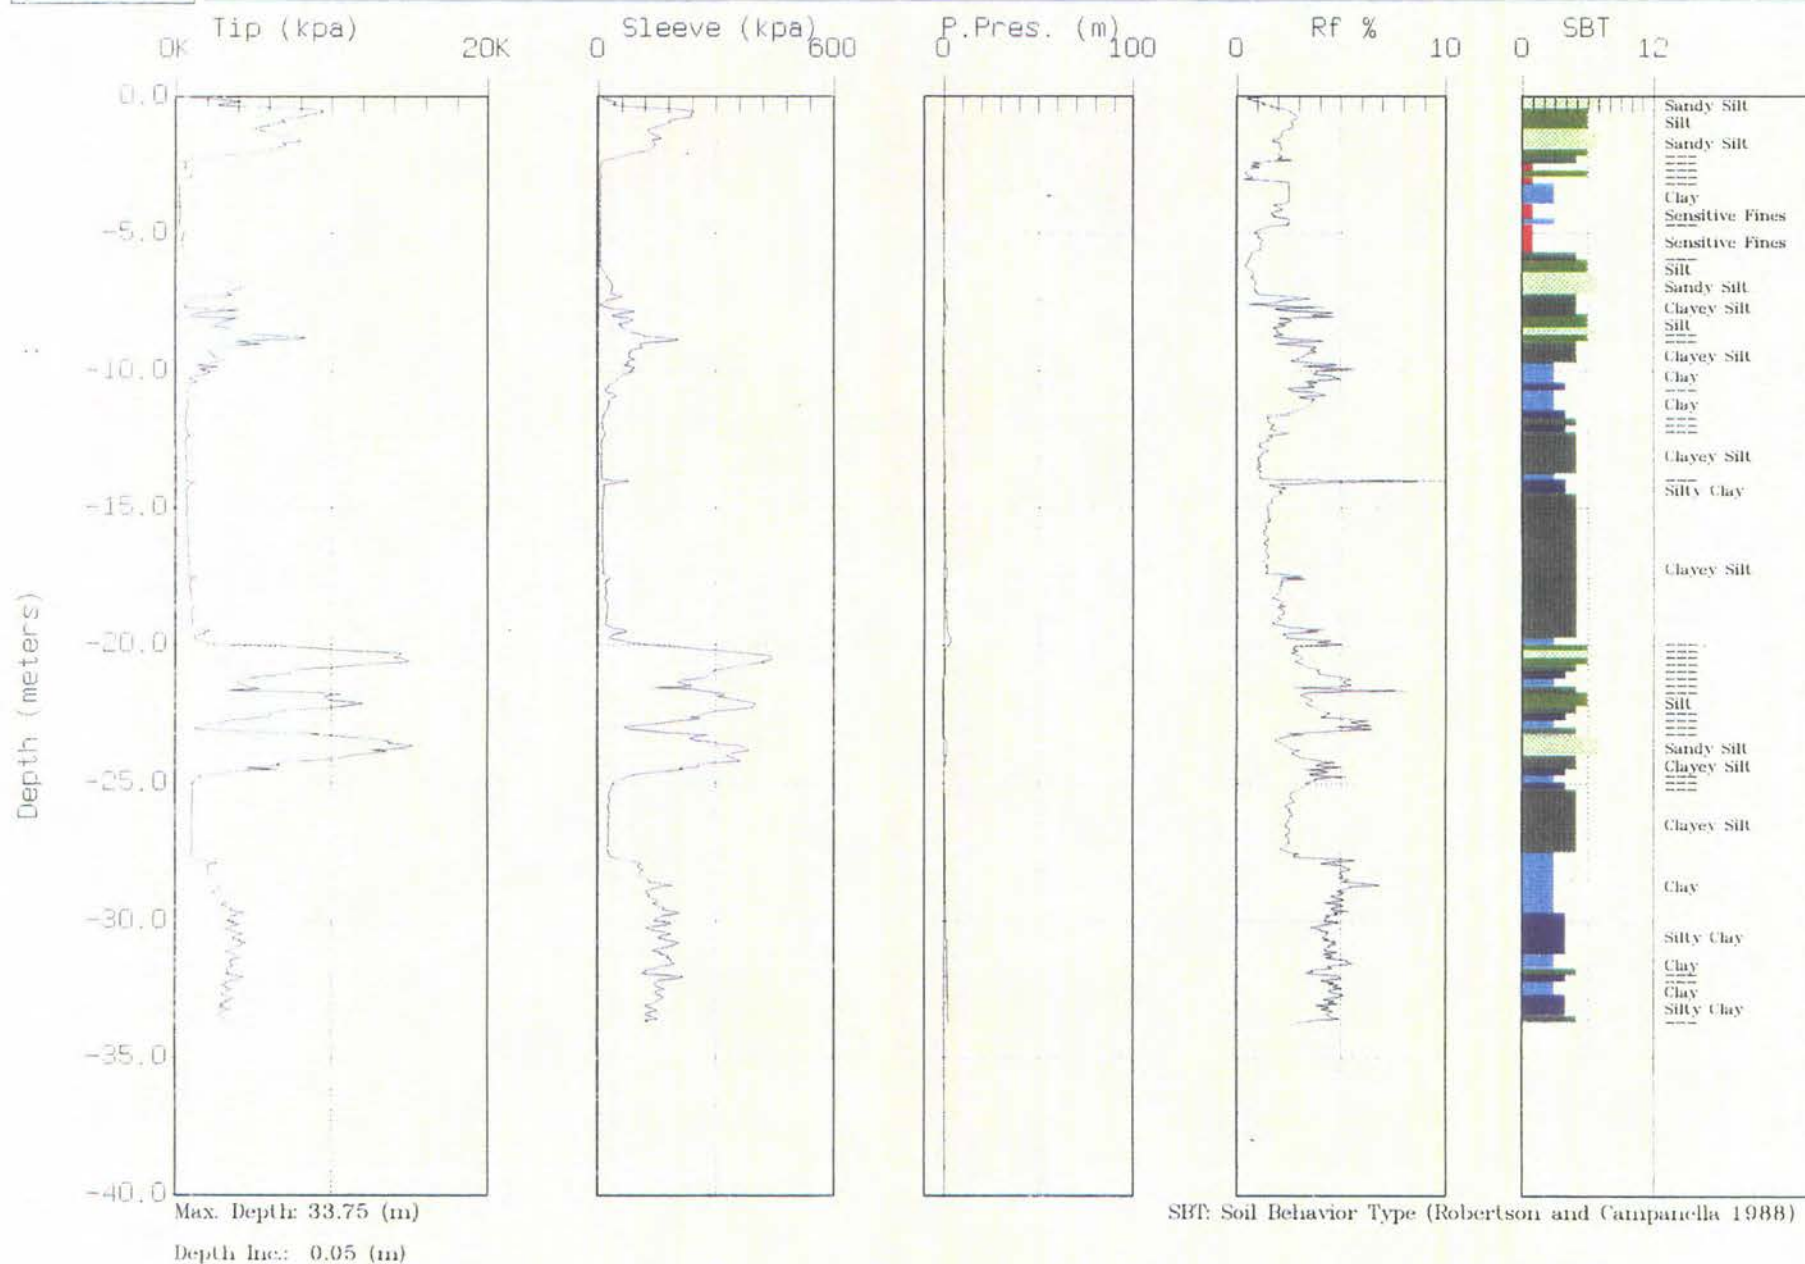 Tip (kpa)
0K 20K
Sleeve (kpa)
0 600
P.Pres. (m)
0 100
Rf %
0 10
SBT
0 12
Depth (meters)
0.0
-5.0
-10.0
-15.0
-20.0
-25.0
-30.0
-35.0
-40.0
Sandy Silt
Silt
Sandy Silt
Clay
Sensitive Fines
Sensitive Fines
Silt
Sandy Silt
Clayey Silt
Silt
Clayey Silt
Clay
Clay
Clayey Silt
Silty Clay
Clayey Silt
Silt
Sandy Silt
Clayey Silt
Clayey Silt
Clay
Silty Clay
Clay
Clay
Silty Clay
Max. Depth: 33.75 (m)
Depth Inc.: 0.05 (m)
SBT: Soil Behavior Type (Robertson and Campanella 1988)